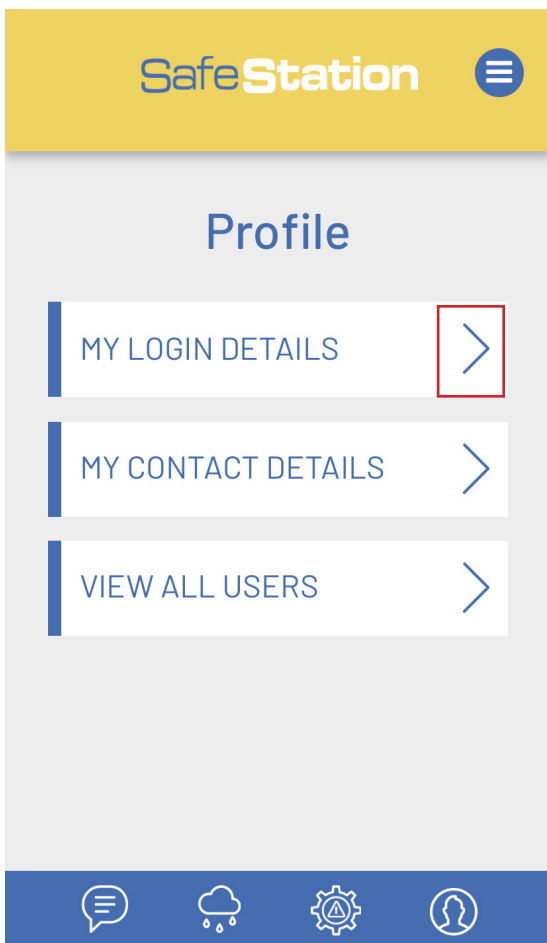 SafeStation
Profile
MY LOGIN DETAILS
MY CONTACT DETAILS
VIEW ALL USERS